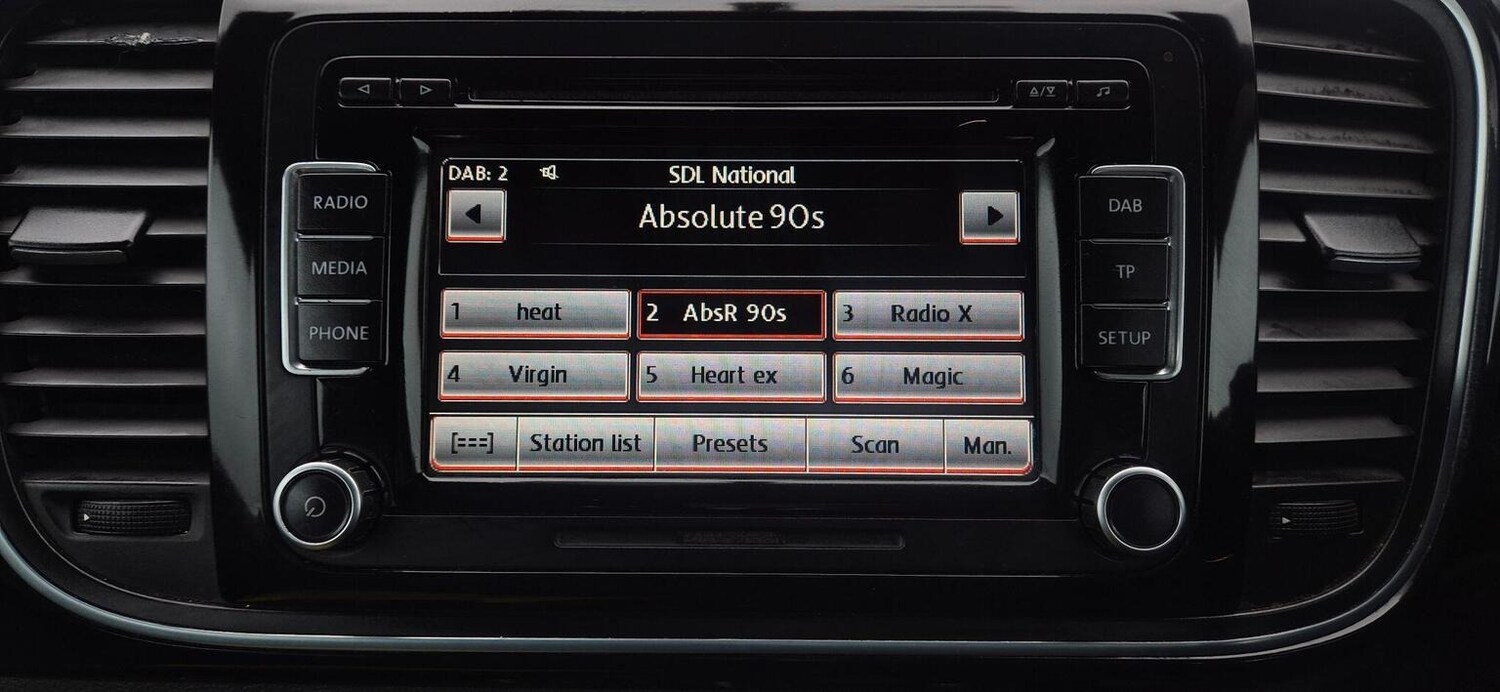 DAB: 2
SDL National
Absolute 90s
RADIO
MEDIA
PHONE
DAB
TP
SETUP
1 heat
2 AbsR 90s
3 Radio X
4 Virgin
5 Heart ex
6 Magic
[===] Station list Presets Scan Man.